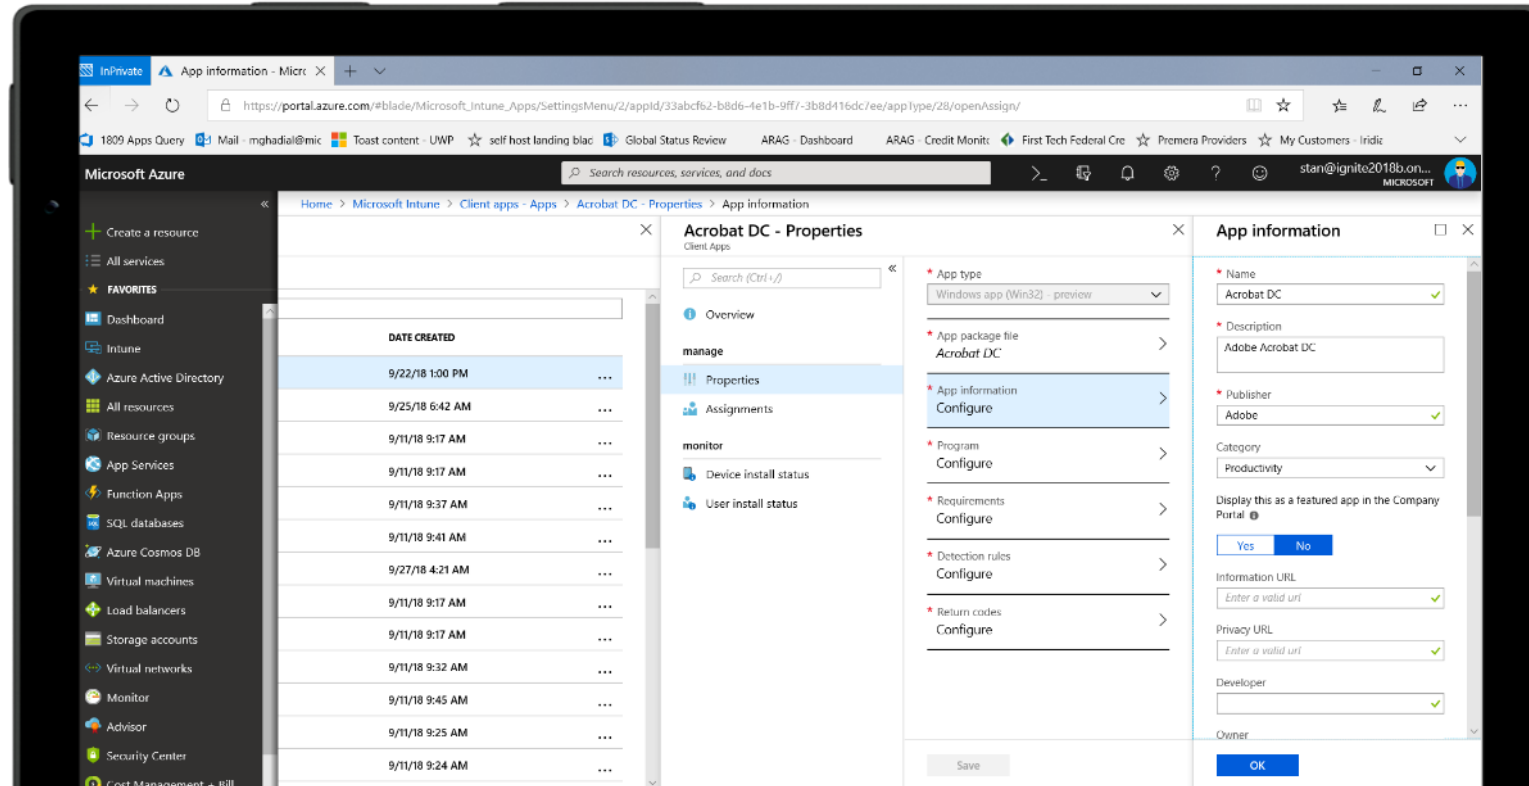 InPrivate
App information - Micr
https://portal.azure.com/#blade/Microsoft_Intune_Apps/SettingsMenu/2/appId/33abcf62-b8d6-4e1b-9ff7-3b8d416dc7ee/appType/28/openAssign/
1809 Apps Query
Mail - mghadial@mic
Toast content - UWP
self host landing blad
Global Status Review
ARAG - Dashboard
ARAG - Credit Monito
First Tech Federal Cre
Premera Providers
My Customers - Iridia
Microsoft Azure
Search resources, services, and docs
stan@ignite2018b.on...
MICROSOFT
Home > Microsoft Intune > Client apps - Apps > Acrobat DC - Properties > App information
Create a resource
All services
FAVORITES
Dashboard
Intune
Azure Active Directory
All resources
Resource groups
App Services
Function Apps
SQL databases
Azure Cosmos DB
Virtual machines
Load balancers
Storage accounts
Virtual networks
Monitor
Advisor
Security Center
Cost Management + Bill
DATE CREATED
9/22/18 1:00 PM
9/25/18 6:42 AM
9/11/18 9:17 AM
9/11/18 9:17 AM
9/11/18 9:37 AM
9/11/18 9:41 AM
9/27/18 4:21 AM
9/11/18 9:17 AM
9/11/18 9:17 AM
9/11/18 9:32 AM
9/11/18 9:45 AM
9/11/18 9:25 AM
9/11/18 9:24 AM
Acrobat DC - Properties
Client Apps
Search (Ctrl+/)
Overview
manage
Properties
Assignments
monitor
Device install status
User install status
* App type
Windows app (Win32) - preview
* App package file
Acrobat DC
* App information
Configure
* Program
Configure
* Requirements
Configure
* Detection rules
Configure
* Return codes
Configure
Save
App information
* Name
Acrobat DC
* Description
Adobe Acrobat DC
* Publisher
Adobe
Category
Productivity
Display this as a featured app in the Company
Portal
Yes No
Information URL
Enter a valid url
Privacy URL
Enter a valid url
Developer
Owner
OK